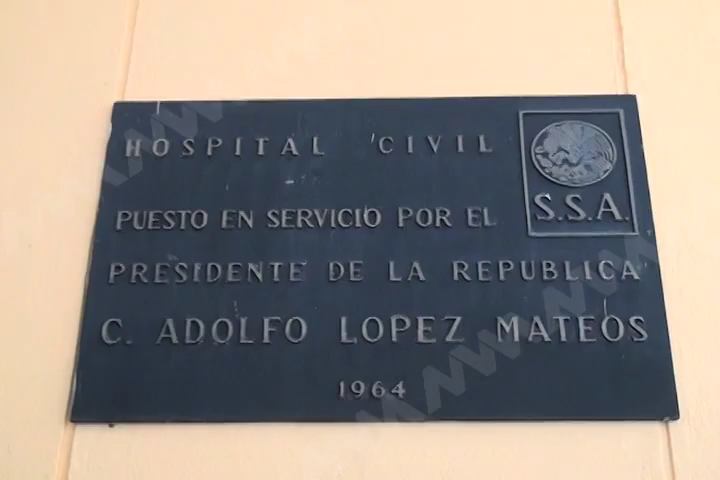 HOSPITAL CIVIL
S.S.A.
PUESTO EN SERVICIO POR EL
PRESIDENTE DE LA REPUBLICA
C. ADOLFO LOPEZ MATEOS
1964